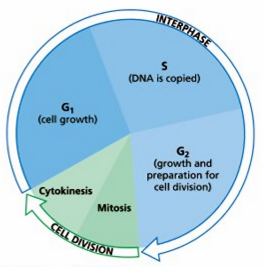 INTERPHASE
S
(DNA is copied)
G₁
(cell growth)
G₂
(growth and
preparation for
cell division)
Cytokinesis
Mitosis
CELL DIVISION